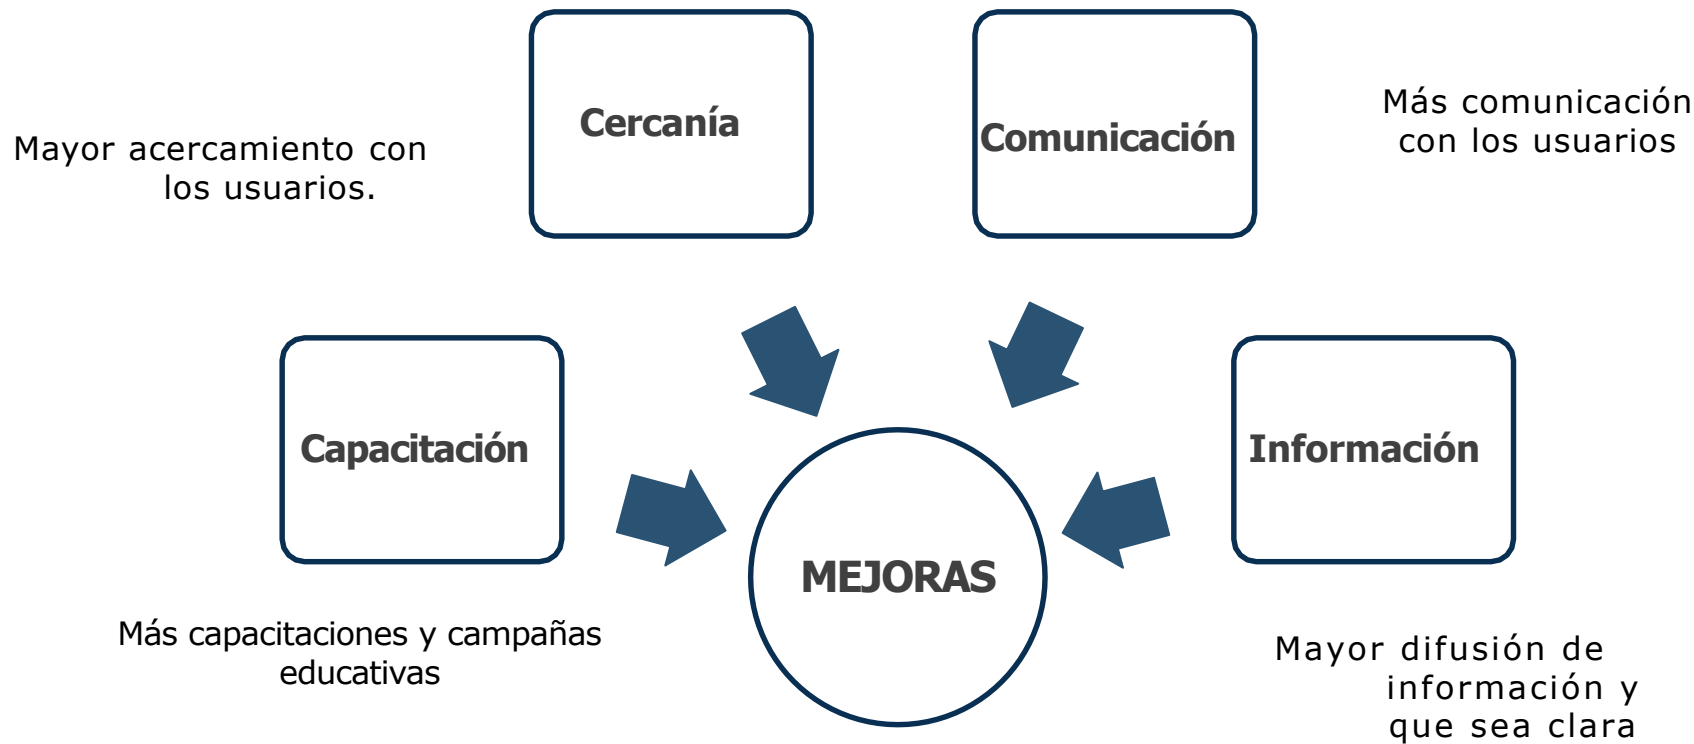 Cercanía
Comunicación
Mayor acercamiento con
los usuarios.
Más comunicación
con los usuarios
Capacitación
Información
MEJORAS
Más capacitaciones y campañas
educativas
Mayor difusión de
información y
que sea clara